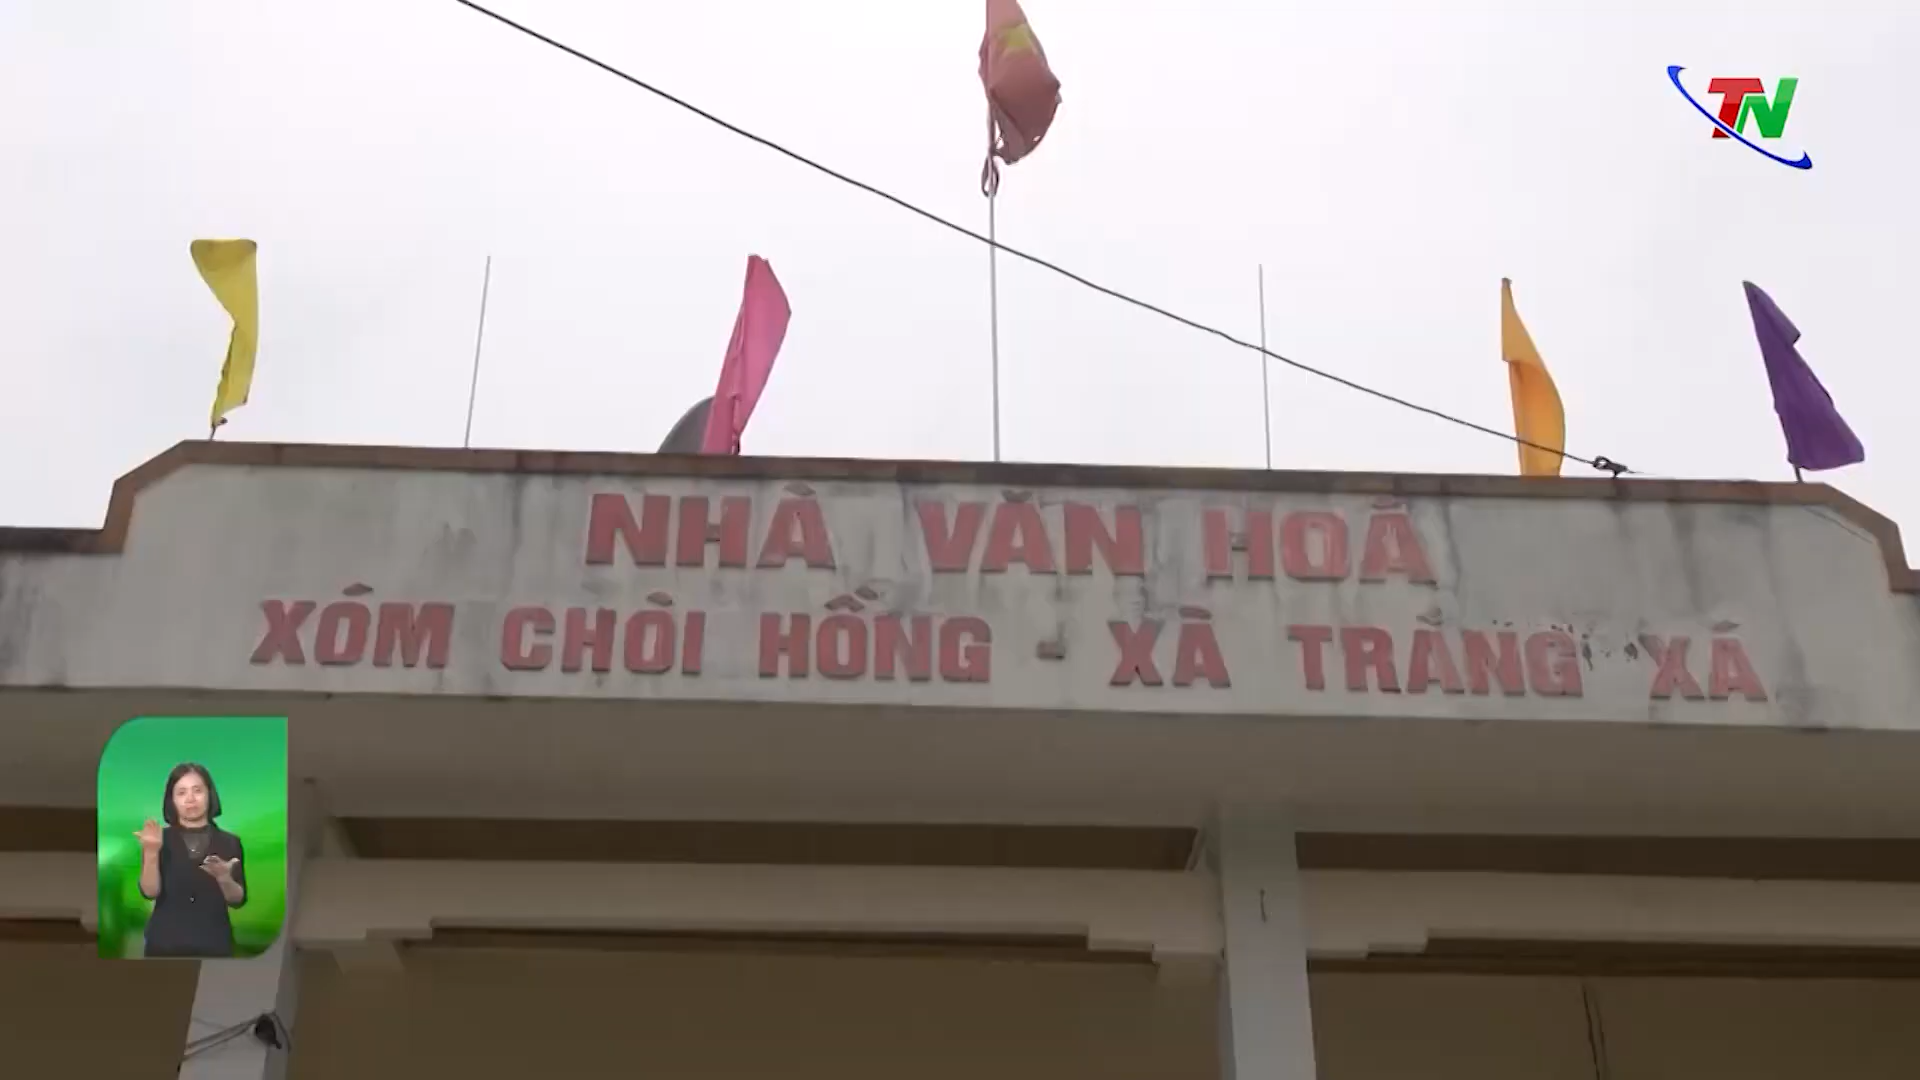 TN
NHÀ VĂN HOÁ
XÓM CHÒI HỒNG - XÃ TRÀNG XÁ